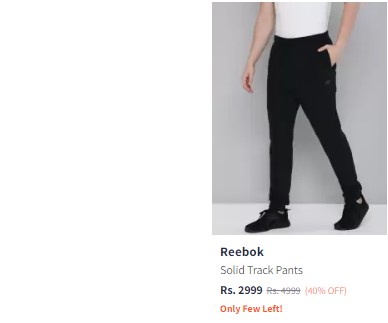 Reebok
Solid Track Pants
Rs. 2999 Rs. 4999 (40% OFF)
Only Few Left!